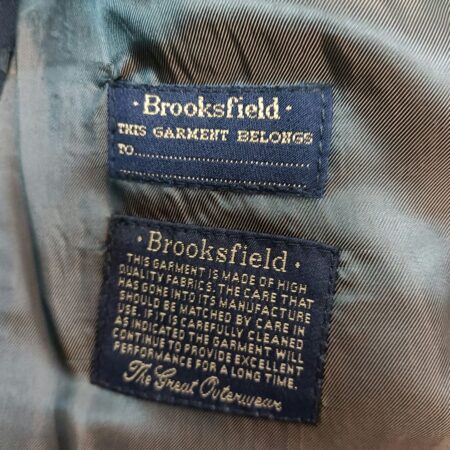 · Brooksfield ·
THIS GARMENT BELONGS
TO..............................
..................................
· Brooksfield ·
THIS GARMENT IS MADE OF HIGH
QUALITY FABRICS. THE CARE THAT
HAS GONE INTO ITS MANUFACTURE
SHOULD BE MATCHED BY CARE IN
USE. IF IT IS CAREFULLY CLEANED
AS INDICATED THE GARMENT WILL
CONTINUE TO PROVIDE EXCELLENT
PERFORMANCE FOR A LONG TIME.
The Great Outerwear